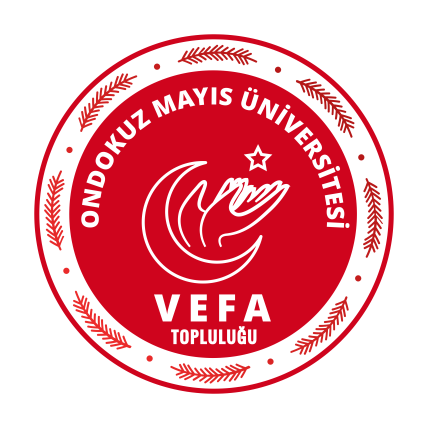 ONDOKUZ MAYIS ÜNİVERSİTESİ
VEFA
TOPLULUĞU